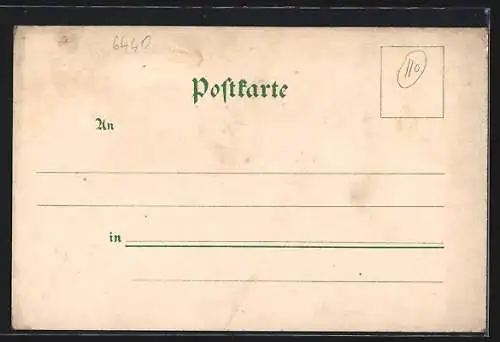 6440
110
Postkarte
An
in